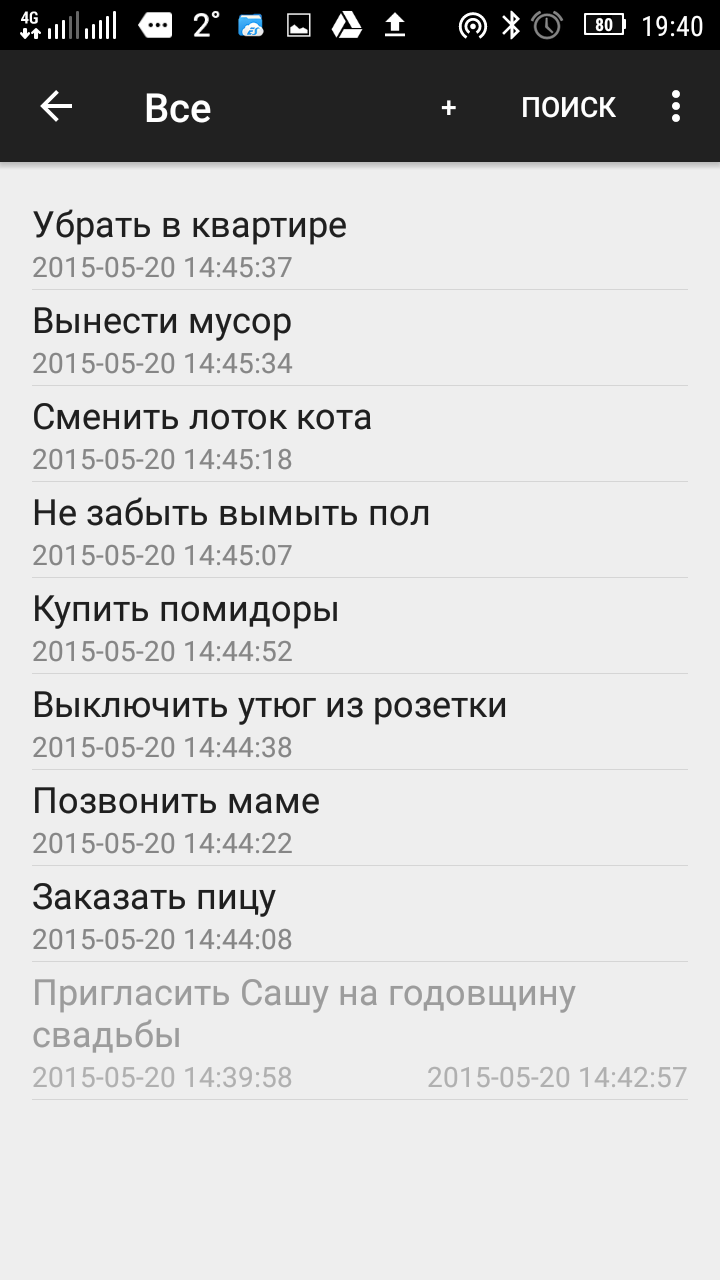 4G 2° 80 19:40
Все + ПОИСК
Убрать в квартире
2015-05-20 14:45:37
Вынести мусор
2015-05-20 14:45:34
Сменить лоток кота
2015-05-20 14:45:18
Не забыть вымыть пол
2015-05-20 14:45:07
Купить помидоры
2015-05-20 14:44:52
Выключить утюг из розетки
2015-05-20 14:44:38
Позвонить маме
2015-05-20 14:44:22
Заказать пицу
2015-05-20 14:44:08
Пригласить Сашу на годовщину
свадьбы
2015-05-20 14:39:58 2015-05-20 14:42:57